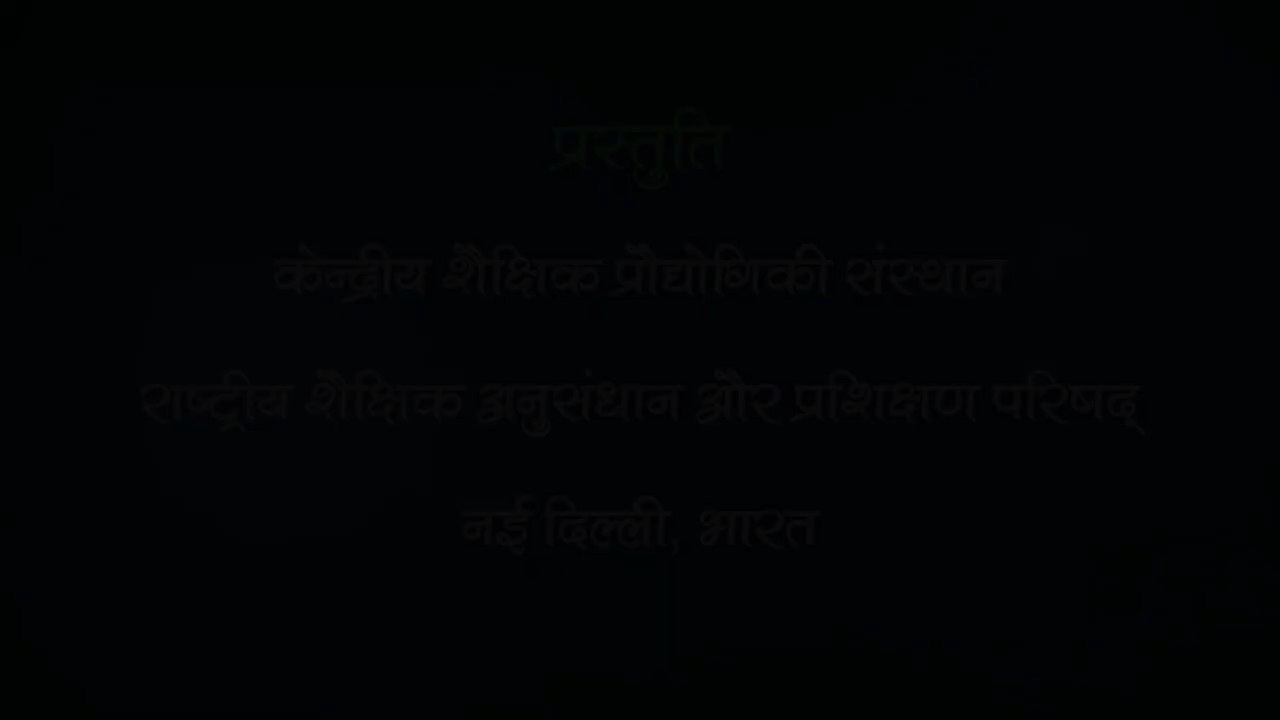 प्रस्तुति
केन्द्रीय शैक्षिक प्रौद्योगिकी संस्थान
राष्ट्रीय शैक्षिक अनुसंधान और प्रशिक्षण परिषद्
नई दिल्ली, भारत